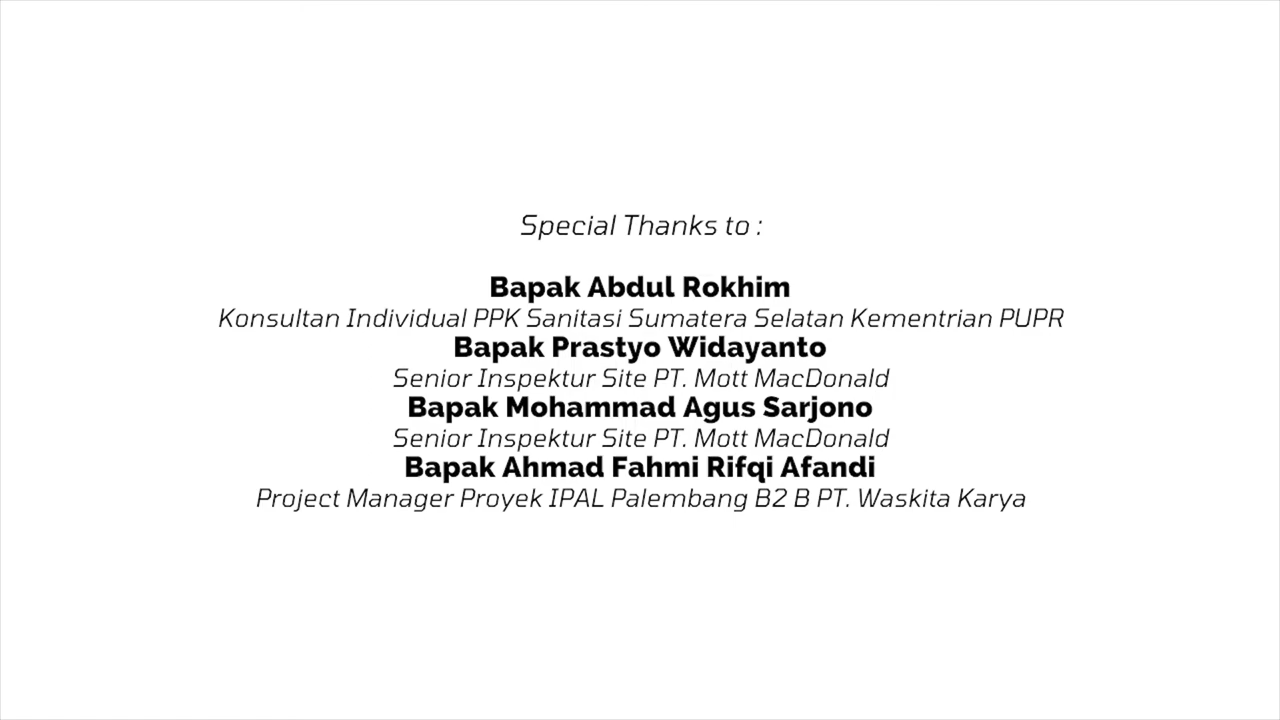 Special Thanks to :
Bapak Abdul Rokhim
Konsultan Individual PPK Sanitasi Sumatera Selatan Kementrian PUPR
Bapak Prastyo Widayanto
Senior Inspektur Site PT. Mott MacDonald
Bapak Mohammad Agus Sarjono
Senior Inspektur Site PT. Mott MacDonald
Bapak Ahmad Fahmi Rifqi Afandi
Project Manager Proyek IPAL Palembang B2 B PT. Waskita Karya